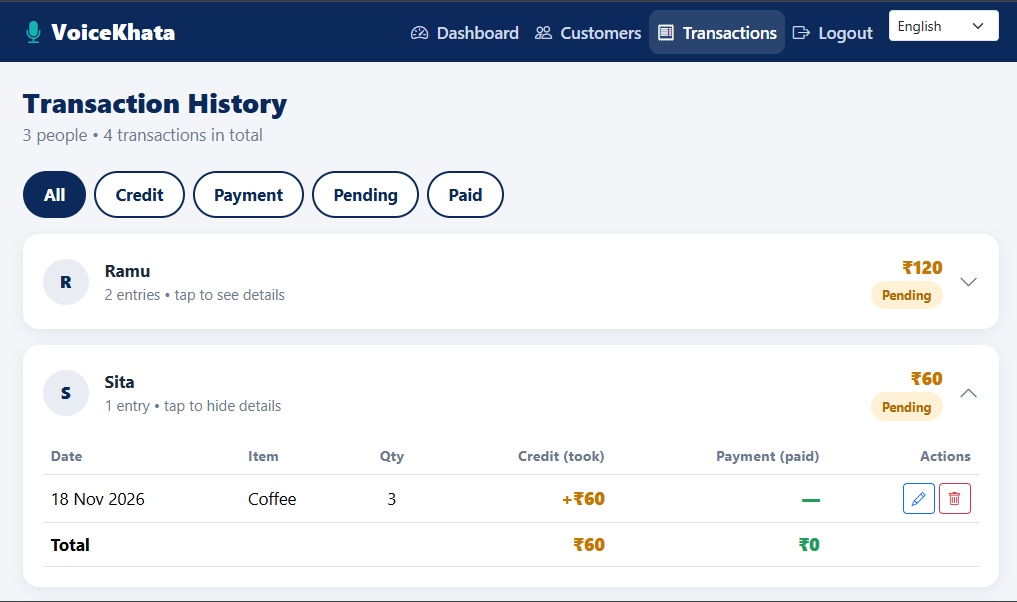 VoiceKhata Dashboard Customers Transactions Logout English
Transaction History
3 people • 4 transactions in total
All Credit Payment Pending Paid
R Ramu ₹120
2 entries • tap to see details Pending
S Sita ₹60
1 entry • tap to hide details Pending
Date Item Qty Credit (took) Payment (paid) Actions
18 Nov 2026 Coffee 3 +₹60 —
Total ₹60 ₹0